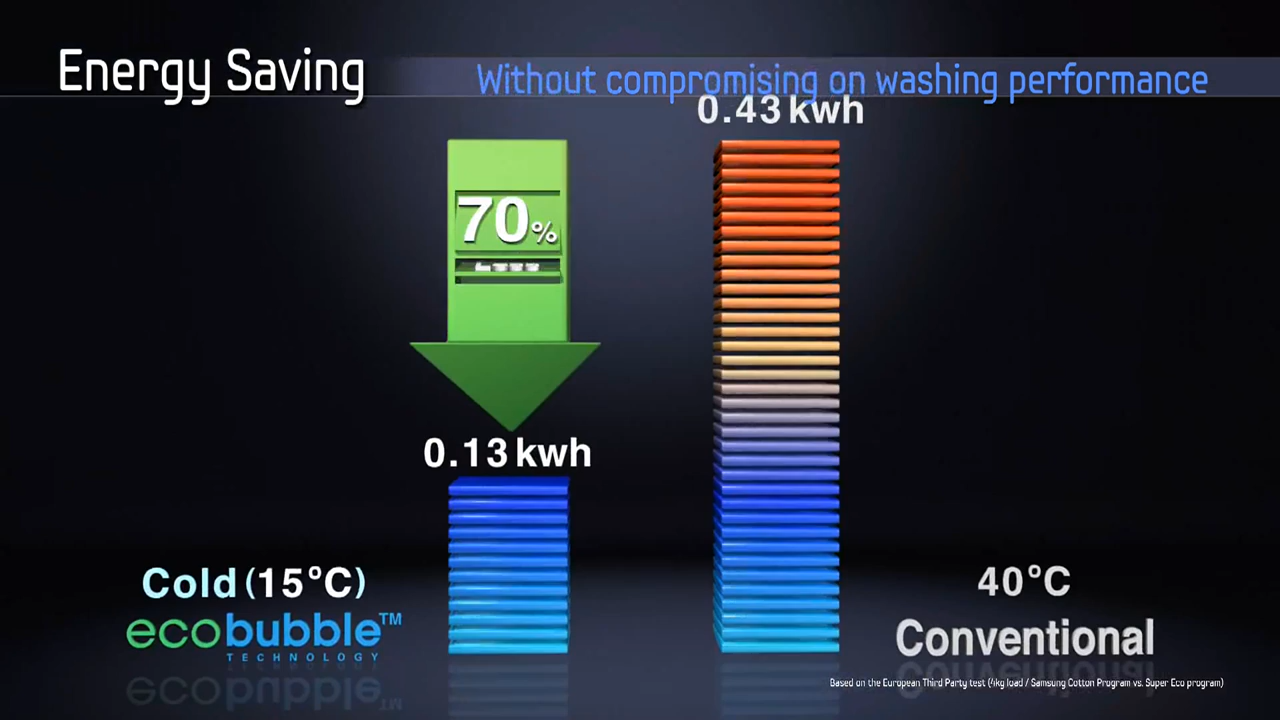 Energy Saving
Without compromising on washing performance
0.43 kwh
70%
0.13 kwh
Cold (15°C)
ecobubble™
TECHNOLOGY
40°C
Conventional
Based on the European Third Party test (4kg load / Samsung Cotton Program vs. Super Eco program)